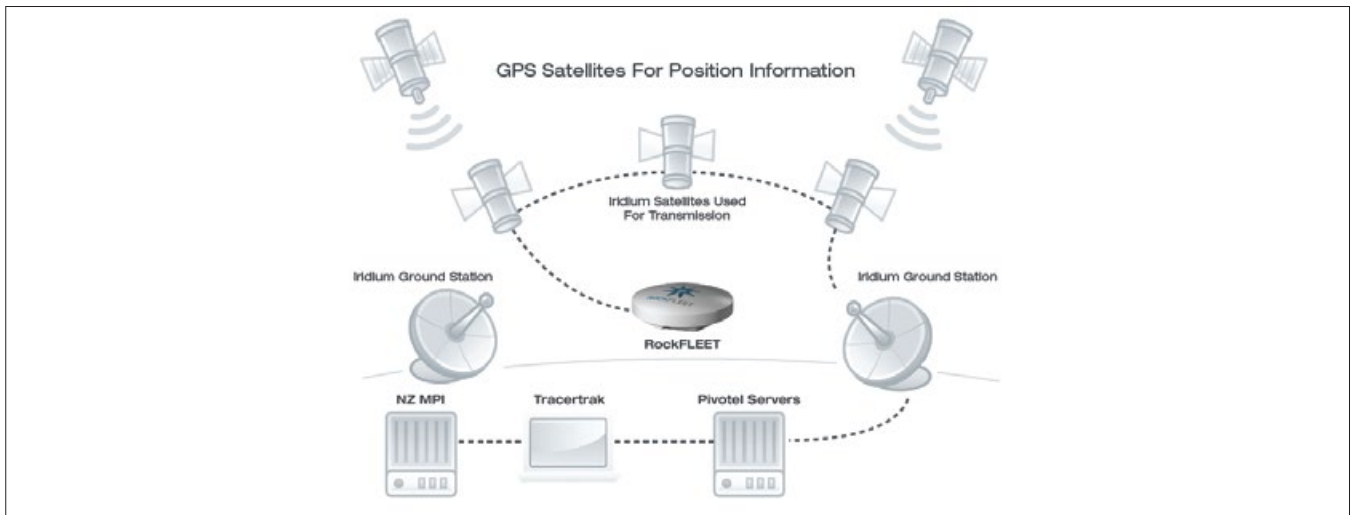 GPS Satellites For Position Information
Iridium Satellites Used
For Transmission
Iridium Ground Station
Iridium Ground Station
ROCKFLEET
RockFLEET
NZ MPI
Tracertrak
Pivotel Servers